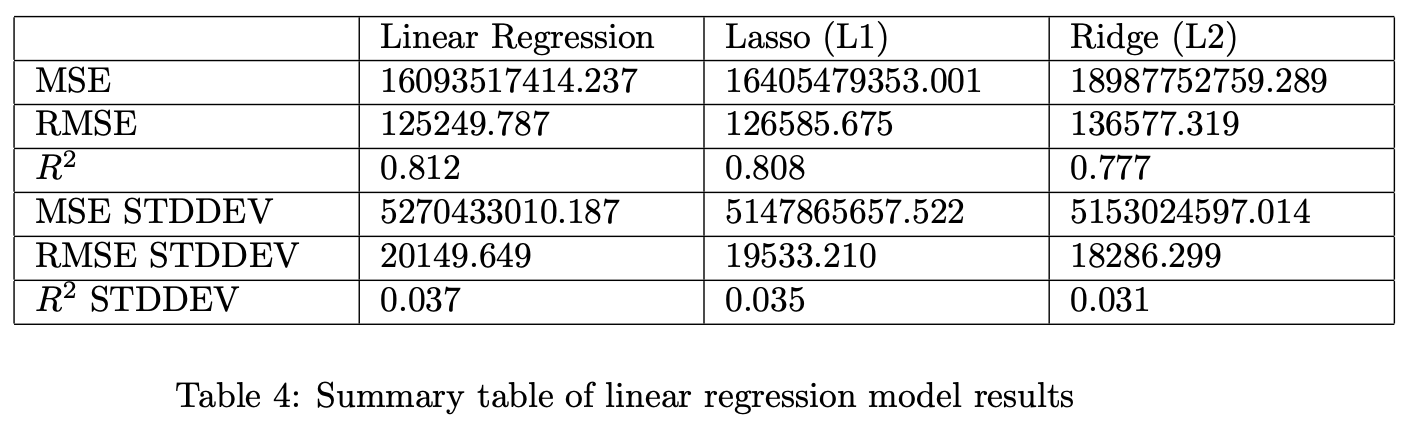 Linear Regression Lasso (L1) Ridge (L2)
MSE 16093517414.237 16405479353.001 18987752759.289
RMSE 125249.787 126585.675 136577.319
R² 0.812 0.808 0.777
MSE STDDEV 5270433010.187 5147865657.522 5153024597.014
RMSE STDDEV 20149.649 19533.210 18286.299
R² STDDEV 0.037 0.035 0.031
Table 4: Summary table of linear regression model results